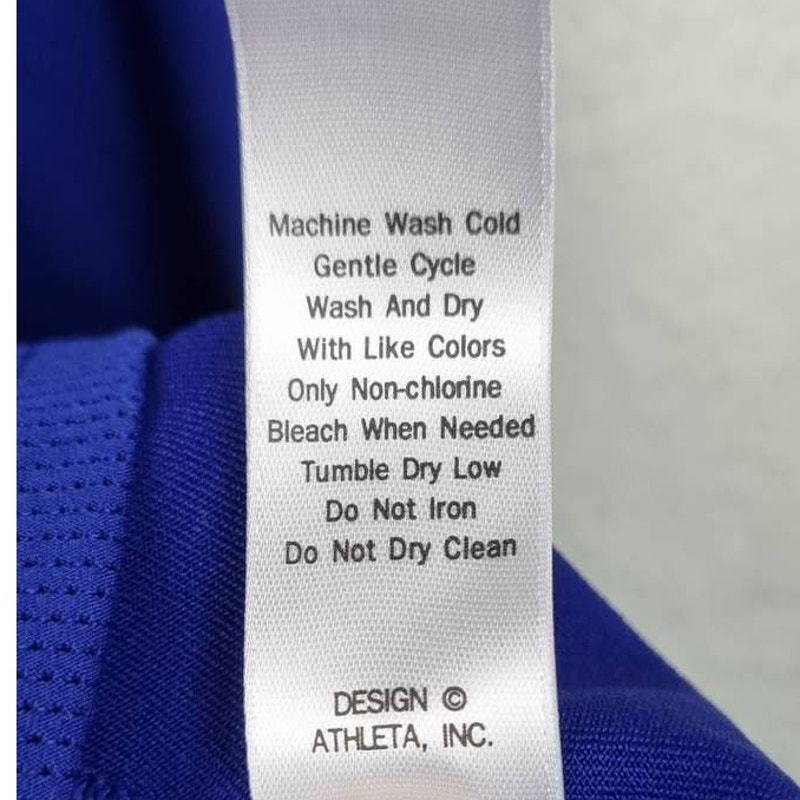 Machine Wash Cold
Gentle Cycle
Wash And Dry
With Like Colors
Only Non-chlorine
Bleach When Needed
Tumble Dry Low
Do Not Iron
Do Not Dry Clean
DESIGN ©
ATHLETA, INC.